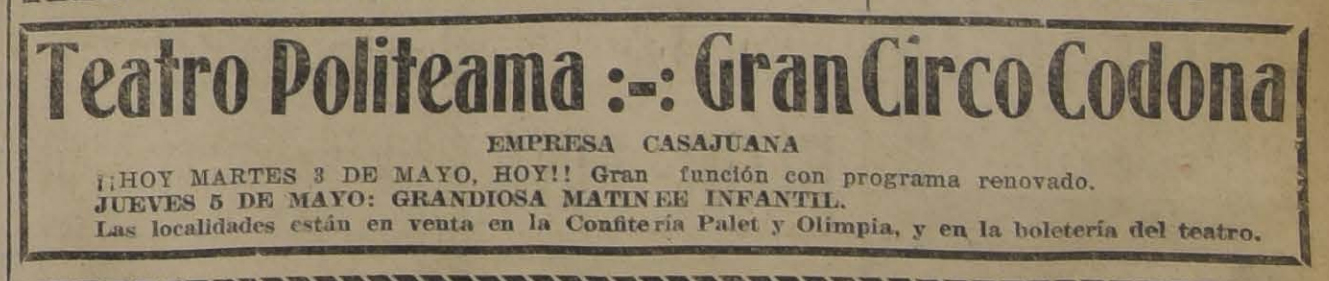 Teatro Politeama :-: Gran Circo Codona
EMPRESA CASAJUANA
¡¡HOY MARTES 3 DE MAYO, HOY!! Gran función con programa renovado.
JUEVES 5 DE MAYO: GRANDIOSA MATINEE INFANTIL.
Las localidades están en venta en la Confitería Palet y Olimpia, y en la boletería del teatro.